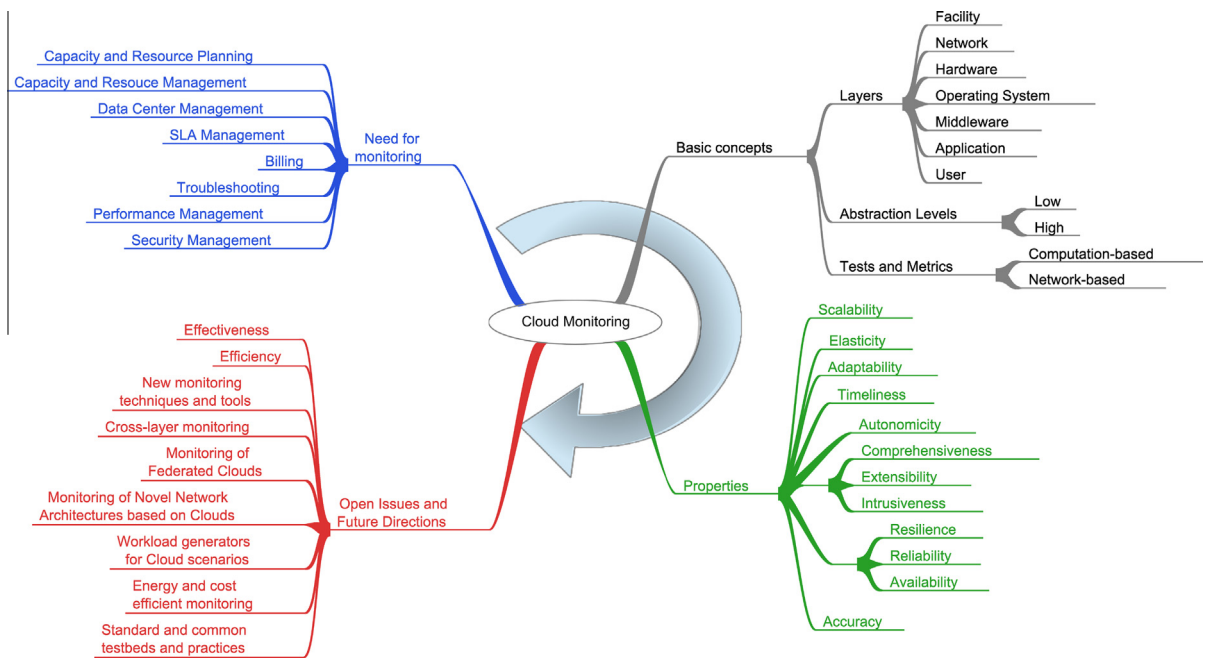 Capacity and Resource Planning
Capacity and Resouce Management
Data Center Management
SLA Management
Billing
Troubleshooting
Performance Management
Security Management
Need for
monitoring
Basic concepts
Layers
Facility
Network
Hardware
Operating System
Middleware
Application
User
Abstraction Levels
Low
High
Tests and Metrics
Computation-based
Network-based
Cloud Monitoring
Properties
Scalability
Elasticity
Adaptability
Timeliness
Autonomicity
Comprehensiveness
Extensibility
Intrusiveness
Resilience
Reliability
Availability
Accuracy
Open Issues and
Future Directions
Effectiveness
Efficiency
New monitoring
techniques and tools
Cross-layer monitoring
Monitoring of
Federated Clouds
Monitoring of Novel Network
Architectures based on Clouds
Workload generators
for Cloud scenarios
Energy and cost
efficient monitoring
Standard and common
testbeds and practices